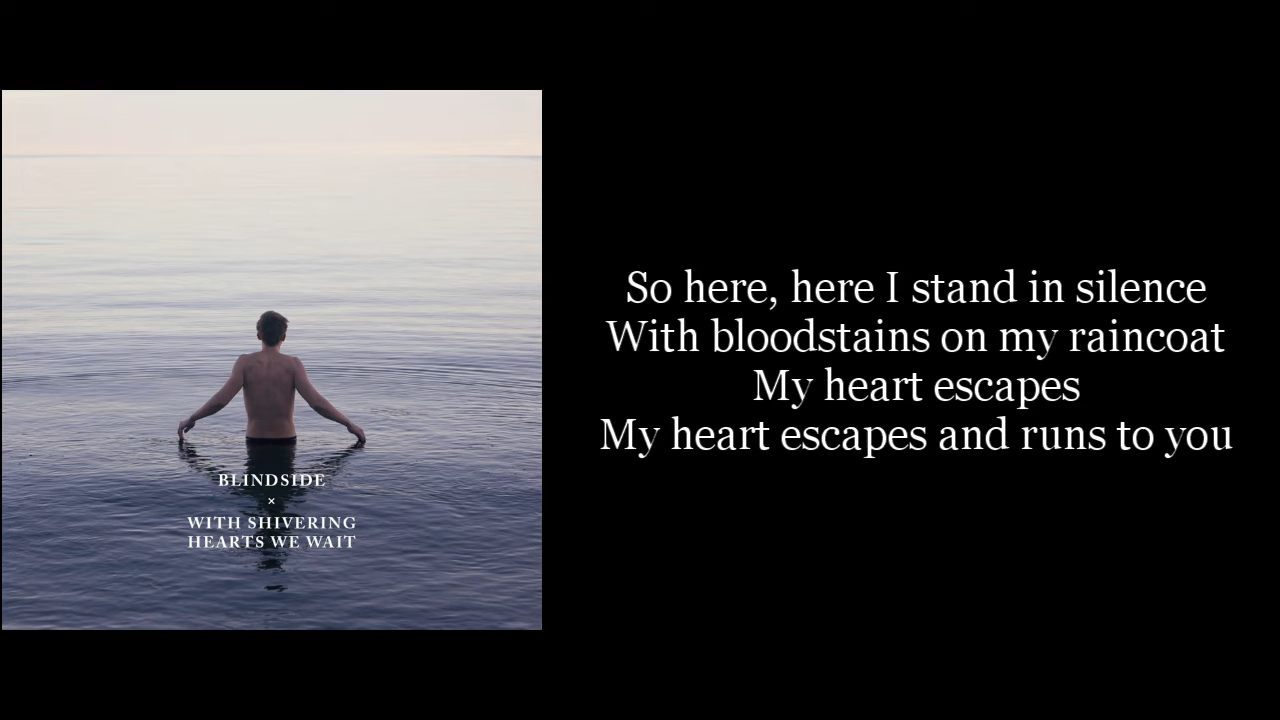 BLINDSIDE
×
WITH SHIVERING
HEARTS WE WAIT
So here, here I stand in silence
With bloodstains on my raincoat
My heart escapes
My heart escapes and runs to you